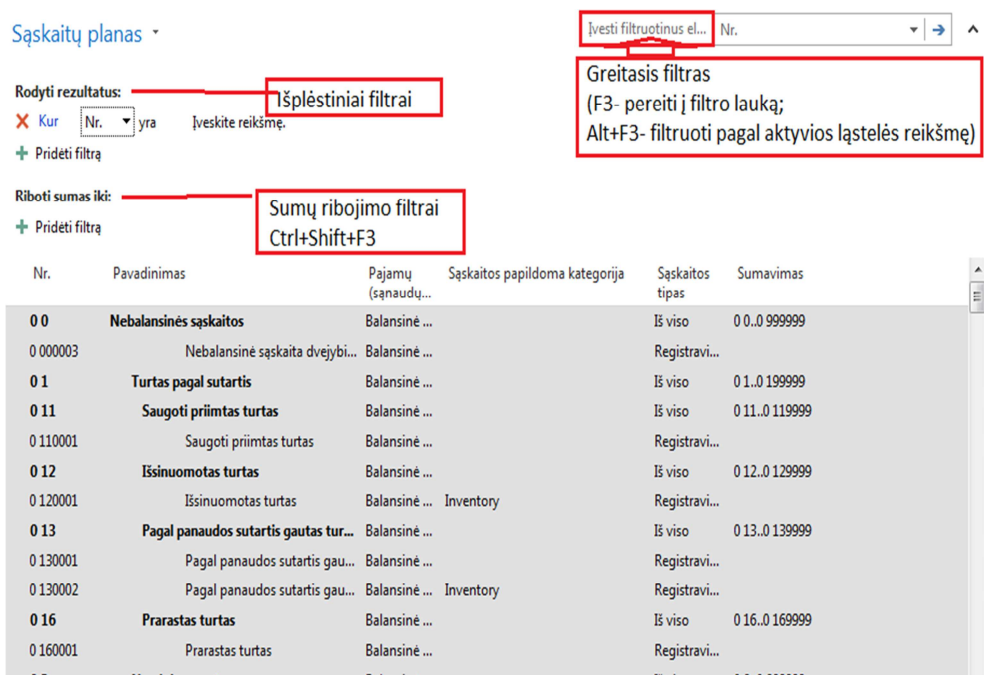 Sąskaitų planas
Įvesti filtruotinus el... Nr.
Greitasis filtras
(F3- pereiti į filtro lauką;
Alt+F3- filtruoti pagal aktyvios ląstelės reikšmę)
Rodyti rezultatus:
Išplėstiniai filtrai
Kur Nr. yra Įveskite reikšmę.
Pridėti filtrą
Riboti sumas iki:
Sumų ribojimo filtrai
Ctrl+Shift+F3
Pridėti filtrą
Nr. Pavadinimas Pajamų Sąskaitos papildoma kategorija Sąskaitos Sumavimas
(sąnaudų... tipas
0 0 Nebalansinės sąskaitos Balansinė ... Iš viso 0 0..0 999999
0 000003 Nebalansinė sąskaita dvejybi... Balansinė ... Registravi...
0 1 Turtas pagal sutartis Balansinė ... Iš viso 0 1..0 199999
0 11 Saugoti priimtas turtas Balansinė ... Iš viso 0 11..0 119999
0 110001 Saugoti priimtas turtas Balansinė ... Registravi...
0 12 Išsinuomotas turtas Balansinė ... Iš viso 0 12..0 129999
0 120001 Išsinuomotas turtas Balansinė ... Inventory Registravi...
0 13 Pagal panaudos sutartis gautas tur... Balansinė ... Iš viso 0 13..0 139999
0 130001 Pagal panaudos sutartis gau... Balansinė ... Registravi...
0 130002 Pagal panaudos sutartis gau... Balansinė ... Inventory Registravi...
0 16 Prarastas turtas Balansinė ... Iš viso 0 16..0 169999
0 160001 Prarastas turtas Balansinė ... Registravi...